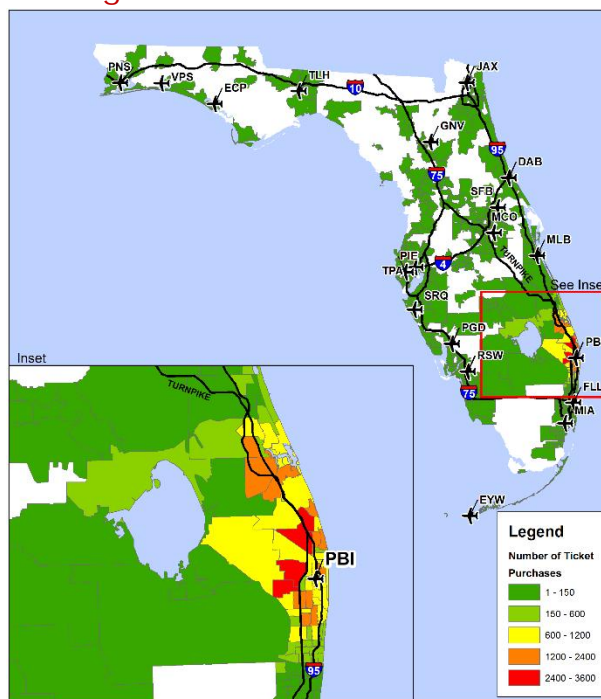 PNS
VPS
ECP
TLH
10
JAX
GNV
95
75
DAB
SFB
MCO
MLB
PIE
4
TPA
TURNPIKE
See Inset
SRQ
PGD
RSW
75
FLL
MIA
EYW
Inset
TURNPIKE
PBI
95
Legend
Number of Ticket
Purchases
1 - 150
150 - 600
600 - 1200
1200 - 2400
2400 - 3600